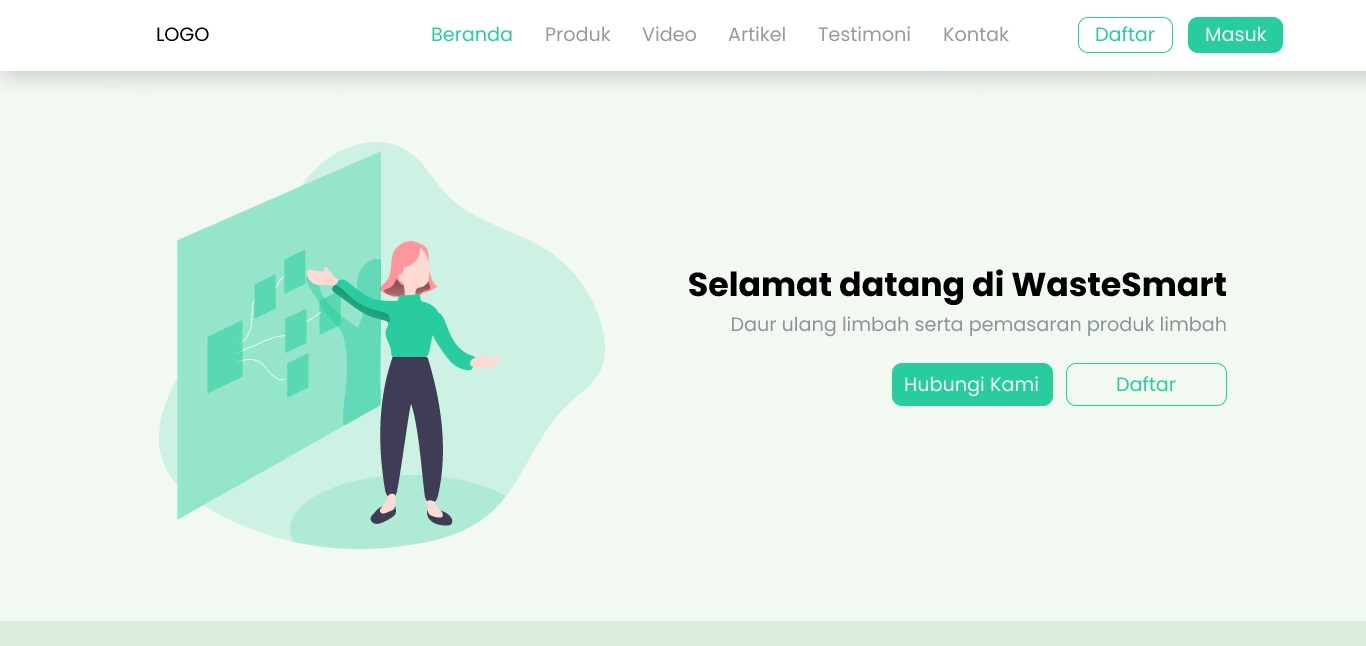 LOGO
Beranda Produk Video Artikel Testimoni Kontak Daftar Masuk
Selamat datang di WasteSmart
Daur ulang limbah serta pemasaran produk limbah
Hubungi Kami Daftar